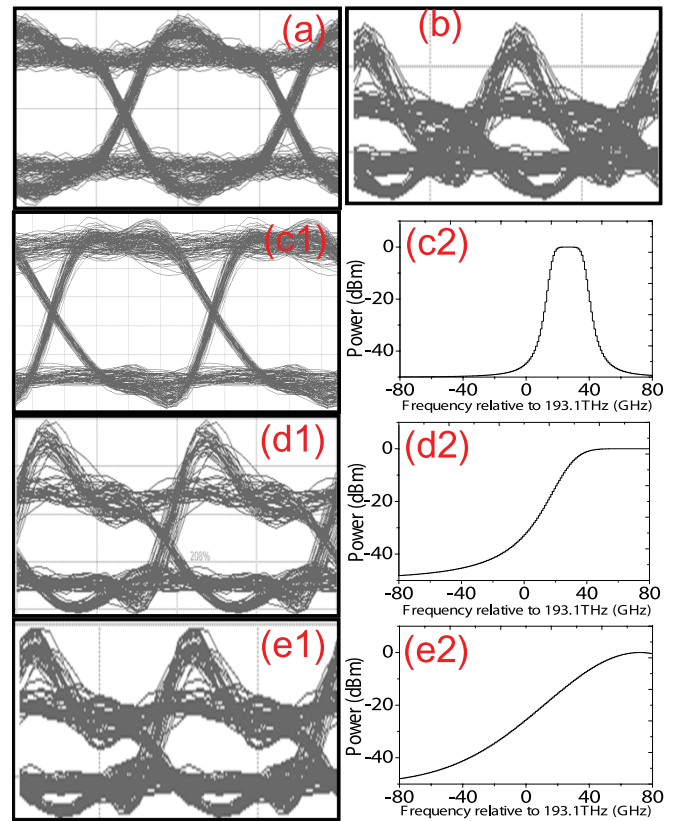 (a)
(b)
(c1)
(c2)
0
-20
-40
Power (dBm)
-80
-40
0
40
80
Frequency relative to 193.1THz (GHz)
(d1)
208%
(d2)
0
-20
-40
Power (dBm)
-80
-40
0
40
80
Frequency relative to 193.1THz (GHz)
(e1)
(e2)
0
-20
-40
Power (dBm)
-80
-40
0
40
80
Frequency relative to 193.1THz (GHz)